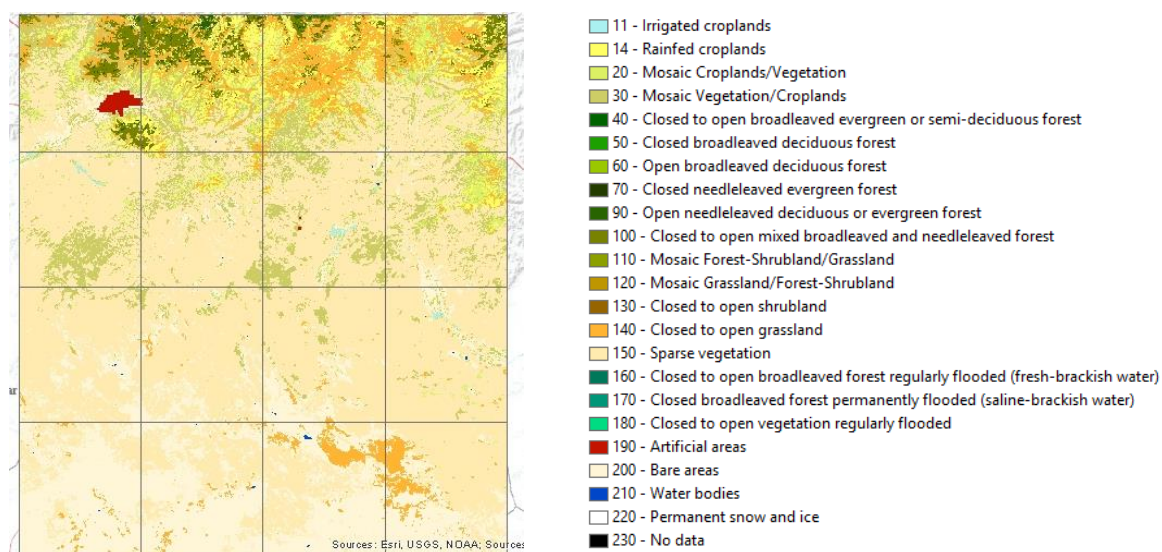 11 - Irrigated croplands
14 - Rainfed croplands
20 - Mosaic Croplands/Vegetation
30 - Mosaic Vegetation/Croplands
40 - Closed to open broadleaved evergreen or semi-deciduous forest
50 - Closed broadleaved deciduous forest
60 - Open broadleaved deciduous forest
70 - Closed needleleaved evergreen forest
90 - Open needleleaved deciduous or evergreen forest
100 - Closed to open mixed broadleaved and needleleaved forest
110 - Mosaic Forest-Shrubland/Grassland
120 - Mosaic Grassland/Forest-Shrubland
130 - Closed to open shrubland
140 - Closed to open grassland
150 - Sparse vegetation
160 - Closed to open broadleaved forest regularly flooded (fresh-brackish water)
170 - Closed broadleaved forest permanently flooded (saline-brackish water)
180 - Closed to open vegetation regularly flooded
190 - Artificial areas
200 - Bare areas
210 - Water bodies
220 - Permanent snow and ice
230 - No data
Sources: Esri, USGS, NOAA; Sources